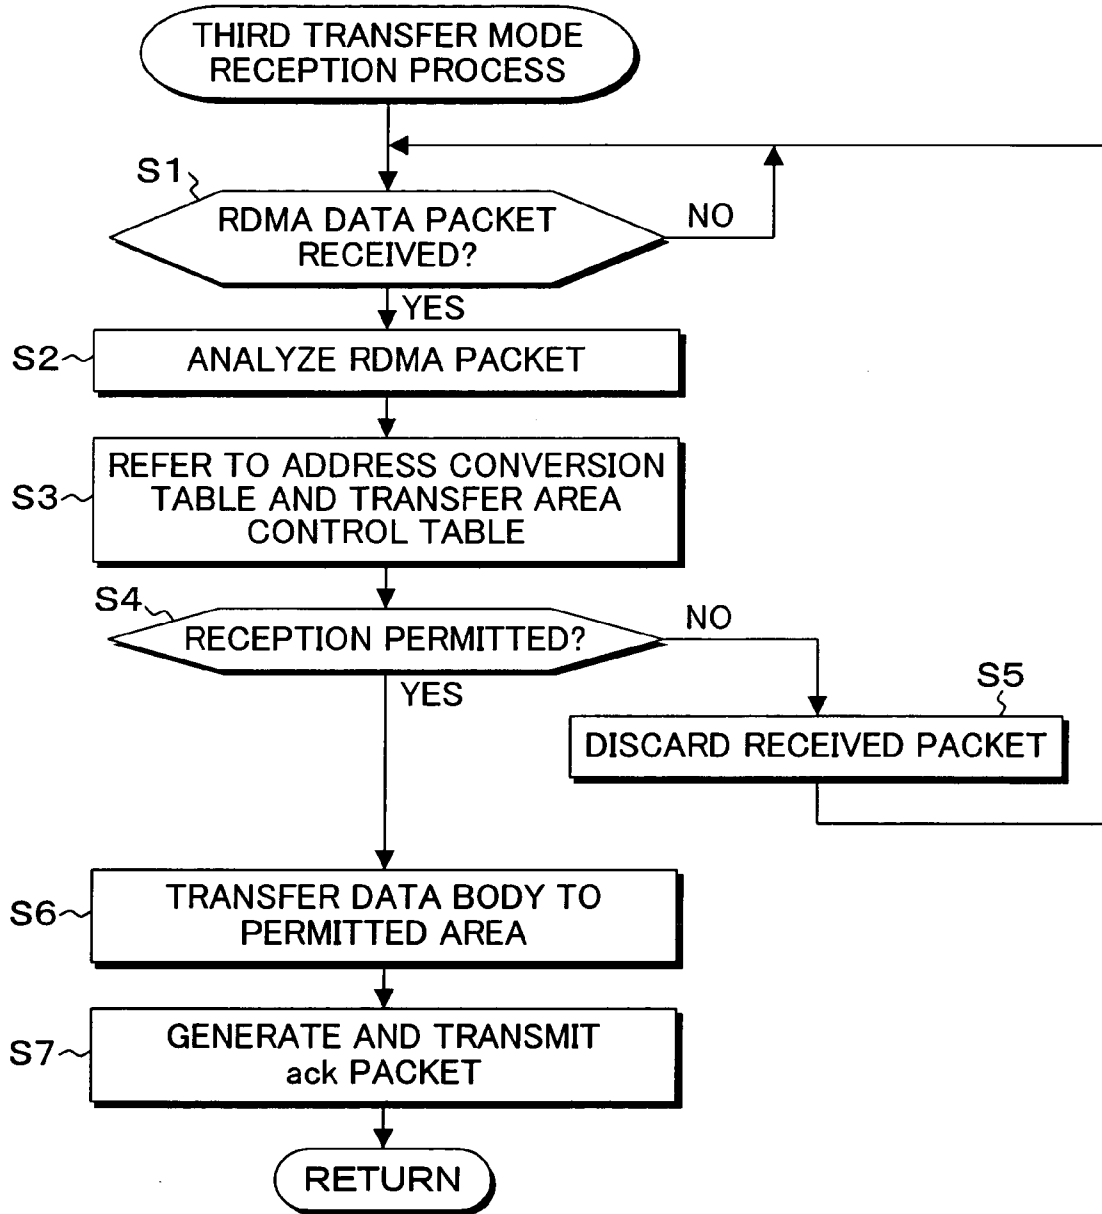 THIRD TRANSFER MODE
RECEPTION PROCESS
S1
RDMA DATA PACKET
RECEIVED?
NO
YES
S2
ANALYZE RDMA PACKET
S3
REFER TO ADDRESS CONVERSION
TABLE AND TRANSFER AREA
CONTROL TABLE
S4
RECEPTION PERMITTED?
NO
YES
S5
DISCARD RECEIVED PACKET
S6
TRANSFER DATA BODY TO
PERMITTED AREA
S7
GENERATE AND TRANSMIT
ack PACKET
RETURN